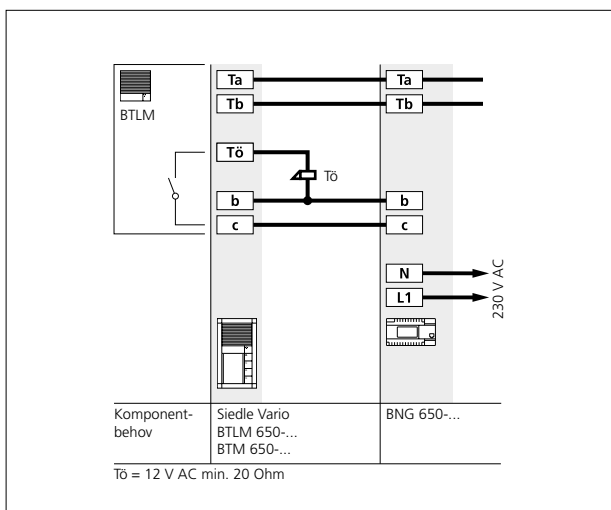 Ta
Ta
Tb
Tb
BTLM
Tö
Tö
b
b
c
c
N
L1
230 V AC
Komponent-
behov
Siedle Vario
BTLM 650-...
BTM 650-...
BNG 650-...
Tö = 12 V AC min. 20 Ohm